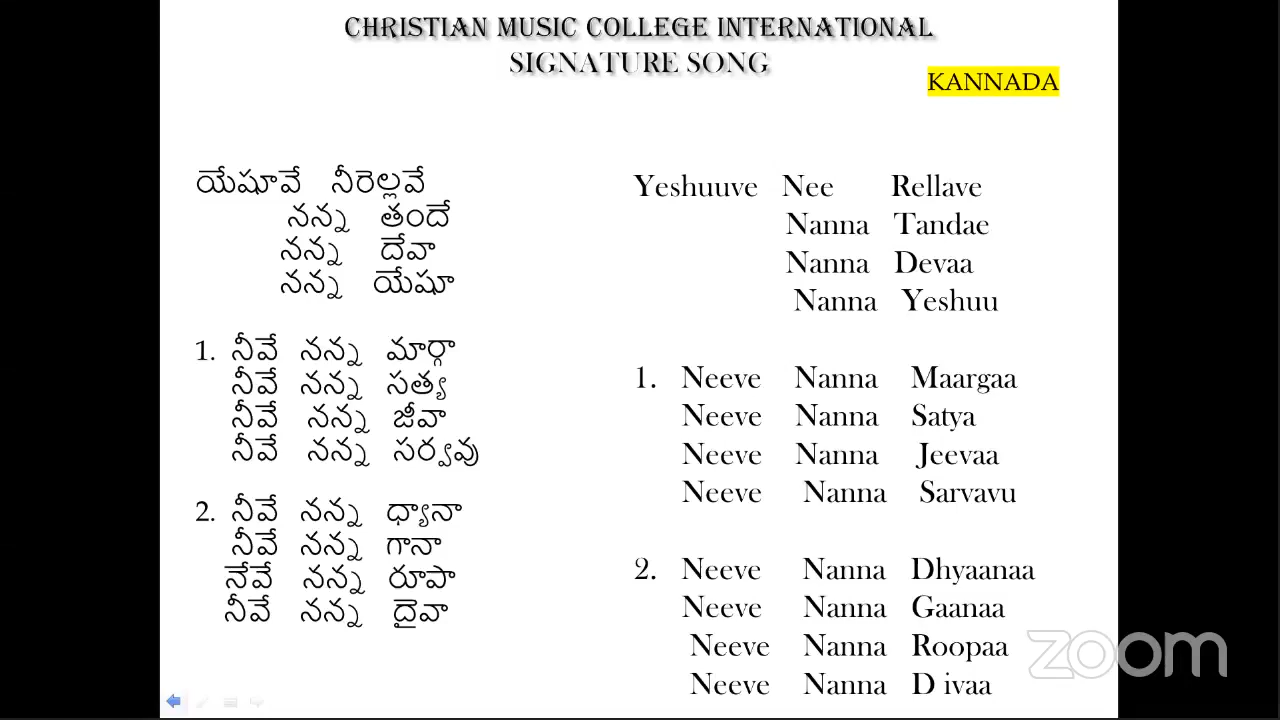 CHRISTIAN MUSIC COLLEGE INTERNATIONAL
SIGNATURE SONG
KANNADA
యేషూవే నీరెల్లవే
నన్న తందే
నన్న దేవా
నన్న యేషూ
1. నీవే నన్న మార్గా
నీవే నన్న సత్య
నీవే నన్న జీవా
నీవే నన్న సర్వవు
2. నీవే నన్న ధ్యానా
నీవే నన్న గానా
నేవే నన్న రూపా
నీవే నన్న దైవా
Yeshuuve Nee Rellave
Nanna Tandae
Nanna Devaa
Nanna Yeshuu
1. Neeve Nanna Maargaa
Neeve Nanna Satya
Neeve Nanna Jeevaa
Neeve Nanna Sarvavu
2. Neeve Nanna Dhyaanaa
Neeve Nanna Gaanaa
Neeve Nanna Roopaa
Neeve Nanna D ivaa
zoom